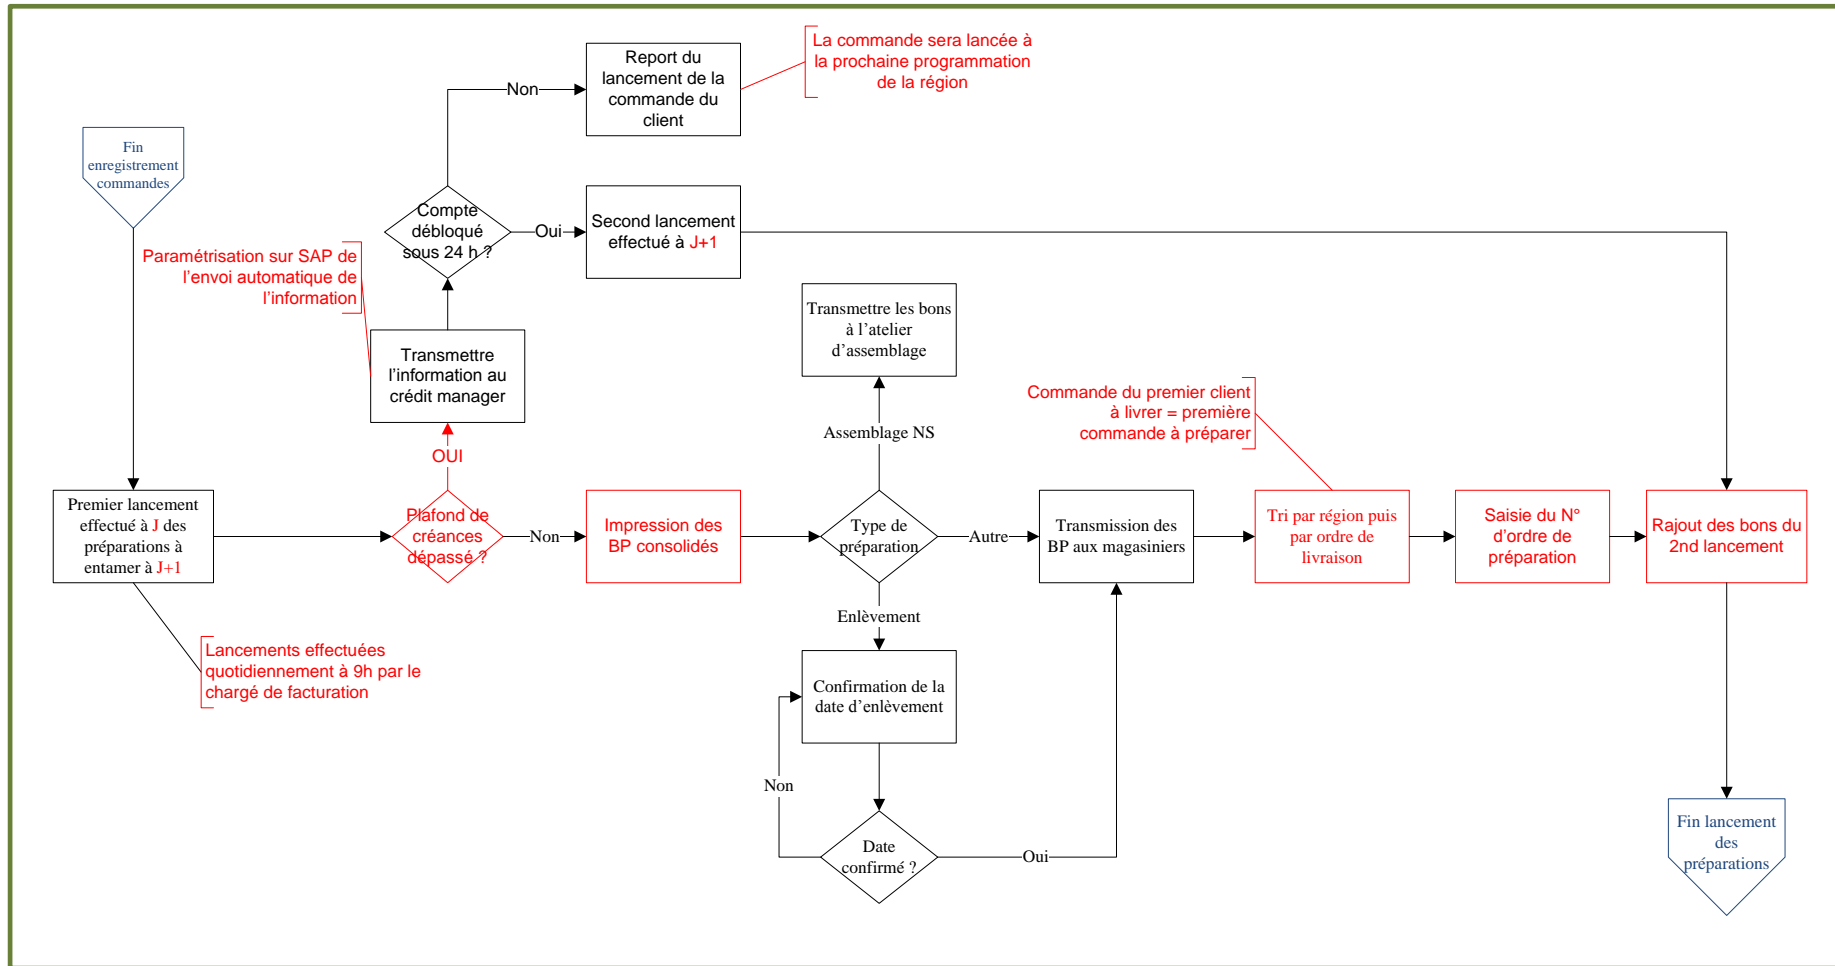 La commande sera lancée à
la prochaine programmation
de la région
Report du
lancement de la
commande du
client
Non
Fin
enregistrement
commandes
Compte
débloqué
sous 24 h ?
Oui
Second lancement
effectué à J+1
Paramétrisation sur SAP de
l’envoi automatique de
l’information
Transmettre les bons
à l’atelier
d’assemblage
Transmettre
l’information au
crédit manager
Commande du premier client
à livrer = première
commande à préparer
Assemblage NS
OUI
Premier lancement
effectué à J des
préparations à
entamer à J+1
Plafond de
créances
dépassé ?
Non
Impression des
BP consolidés
Type de
préparation
Autre
Transmission des
BP aux magasiniers
Tri par région puis
par ordre de
livraison
Saisie du N°
d’ordre de
préparation
Rajout des bons du
2nd lancement
Enlèvement
Lancements effectuées
quotidiennement à 9h par le
chargé de facturation
Confirmation de la
date d’enlèvement
Non
Date
confirmé ?
Oui
Fin lancement
des
préparations